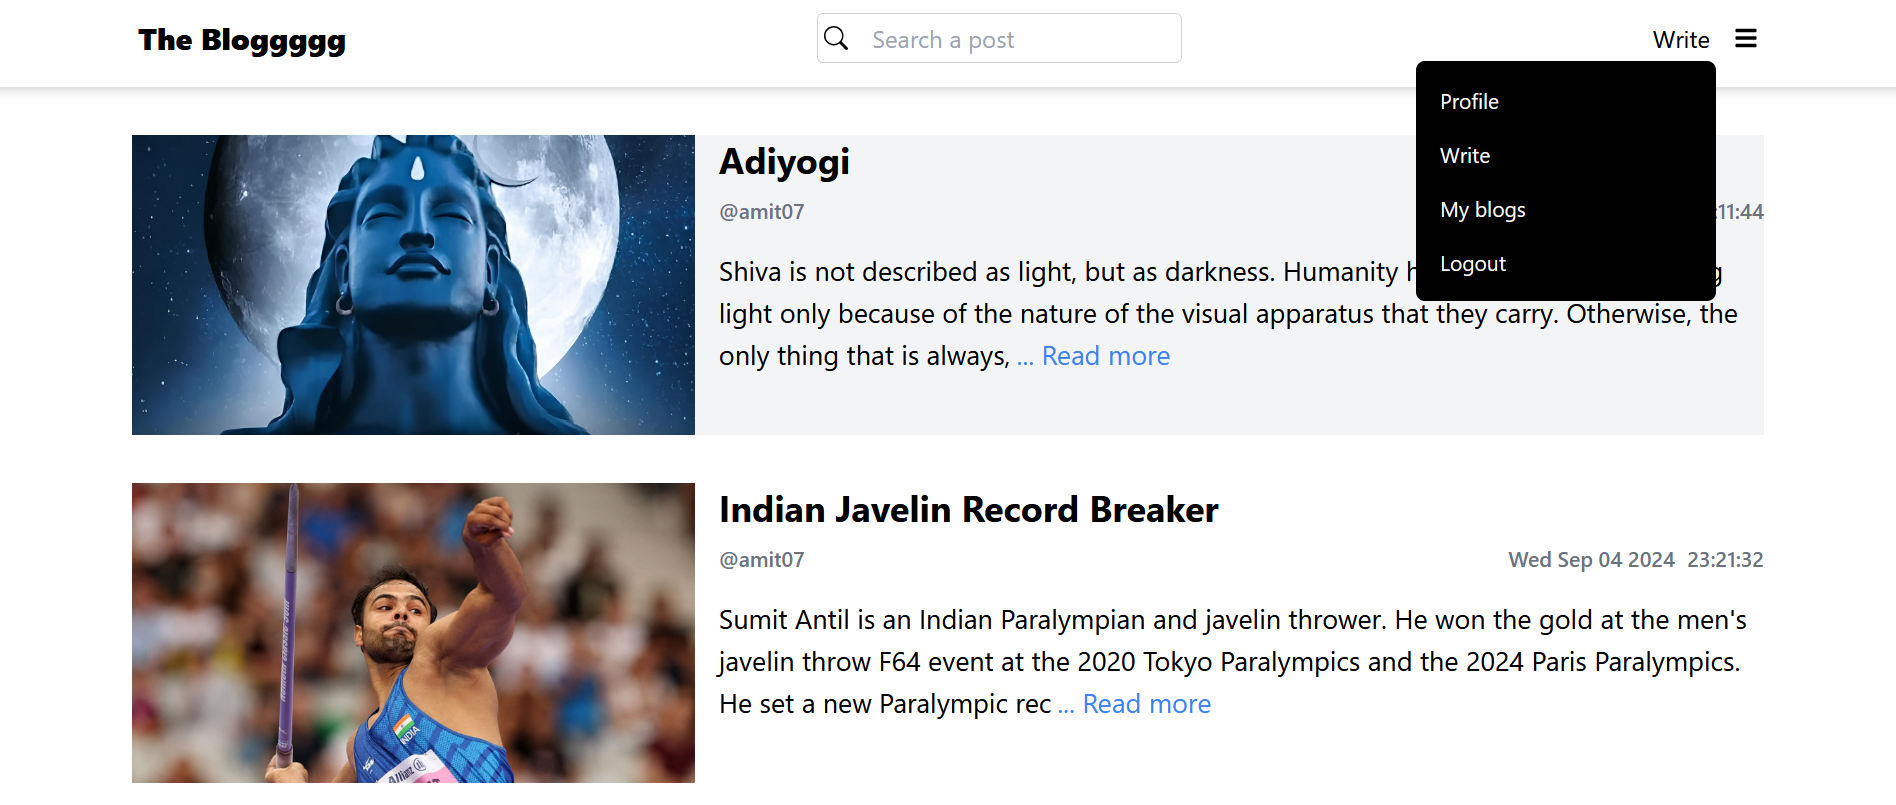 The Bloggggg
Search a post
Write
Profile
Write
My blogs
Logout
Adiyogi
@amit07
:11:44
Shiva is not described as light, but as darkness. Humanity
light only because of the nature of the visual apparatus that they carry. Otherwise, the
only thing that is always, ... Read more
Indian Javelin Record Breaker
@amit07
Wed Sep 04 2024 23:21:32
Sumit Antil is an Indian Paralympian and javelin thrower. He won the gold at the men's
javelin throw F64 event at the 2020 Tokyo Paralympics and the 2024 Paris Paralympics.
He set a new Paralympic rec ... Read more
INDIA
Allianz